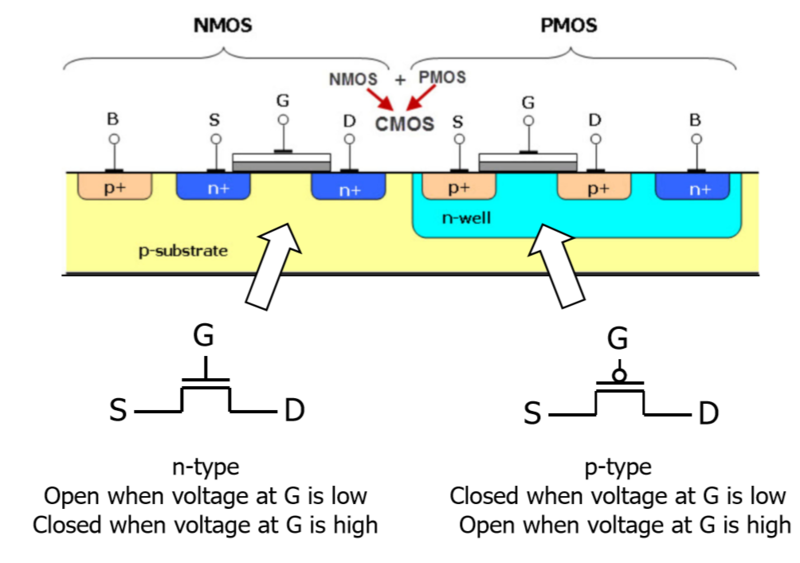 NMOS
PMOS
NMOS + PMOS
CMOS
B
S
G
D
S
G
D
B
p+
n+
n+
p+
p+
n+
n-well
p-substrate
G
S
D
G
S
D
n-type
Open when voltage at G is low
Closed when voltage at G is high
p-type
Closed when voltage at G is low
Open when voltage at G is high